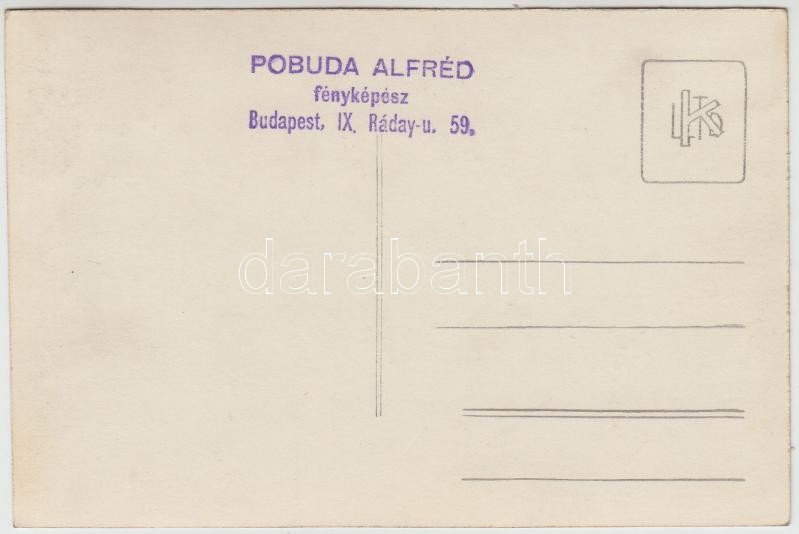 POBUDA ALFRÉD
fényképész
Budapest, IX. Ráday-u. 59.
darabanth